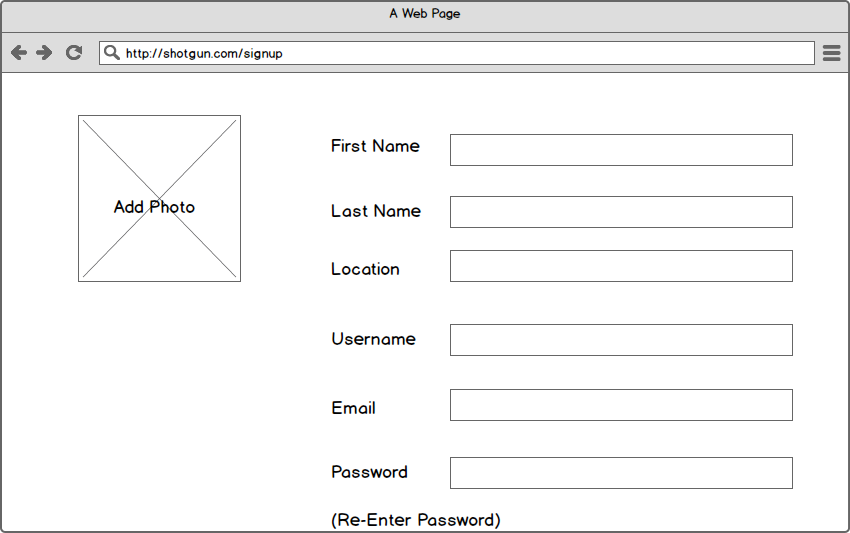 A Web Page
http://shotgun.com/signup
Add Photo
First Name
Last Name
Location
Username
Email
Password
(Re-Enter Password)